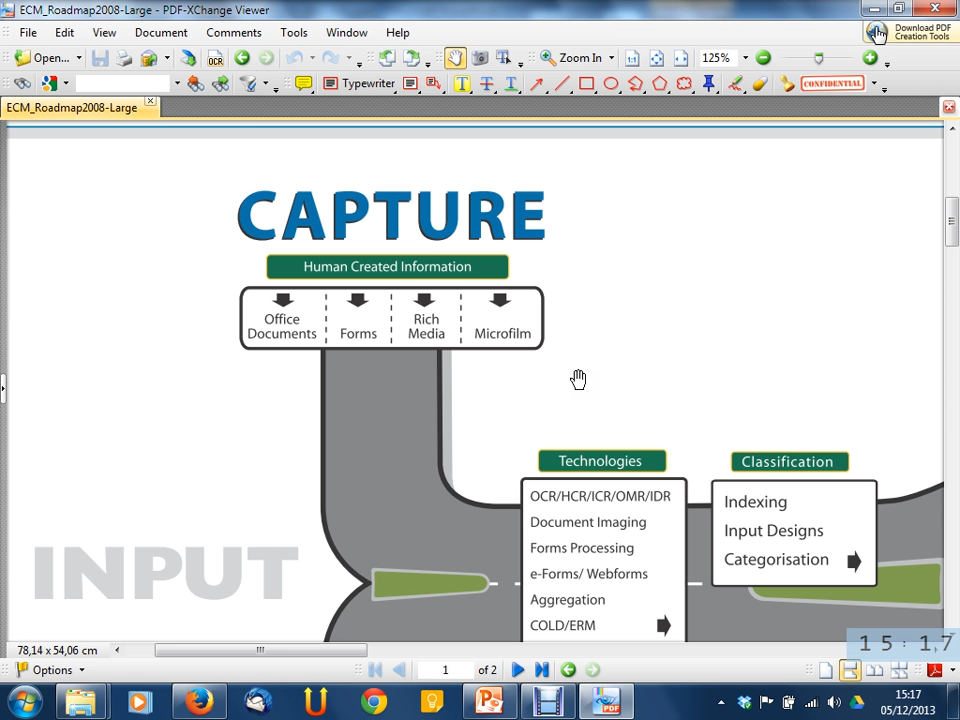 ECM_Roadmap2008-Large - PDF-XChange Viewer
File Edit View Document Comments Tools Window Help
Download PDF
Creation Tools
Open... OCR Zoom In 1:1 125%
Typewriter CONFIDENTIAL
ECM_Roadmap2008-Large
CAPTURE
Human Created Information
Office
Documents
Forms
Rich
Media
Microfilm
Technologies
OCR/HCR/ICR/OMR/IDR
Document Imaging
Forms Processing
e-Forms/ Webforms
Aggregation
COLD/ERM
Classification
Indexing
Input Designs
Categorisation
INPUT
78,14 x 54,06 cm
15:1,7
Options 1 of 2
15:17
05/12/2013